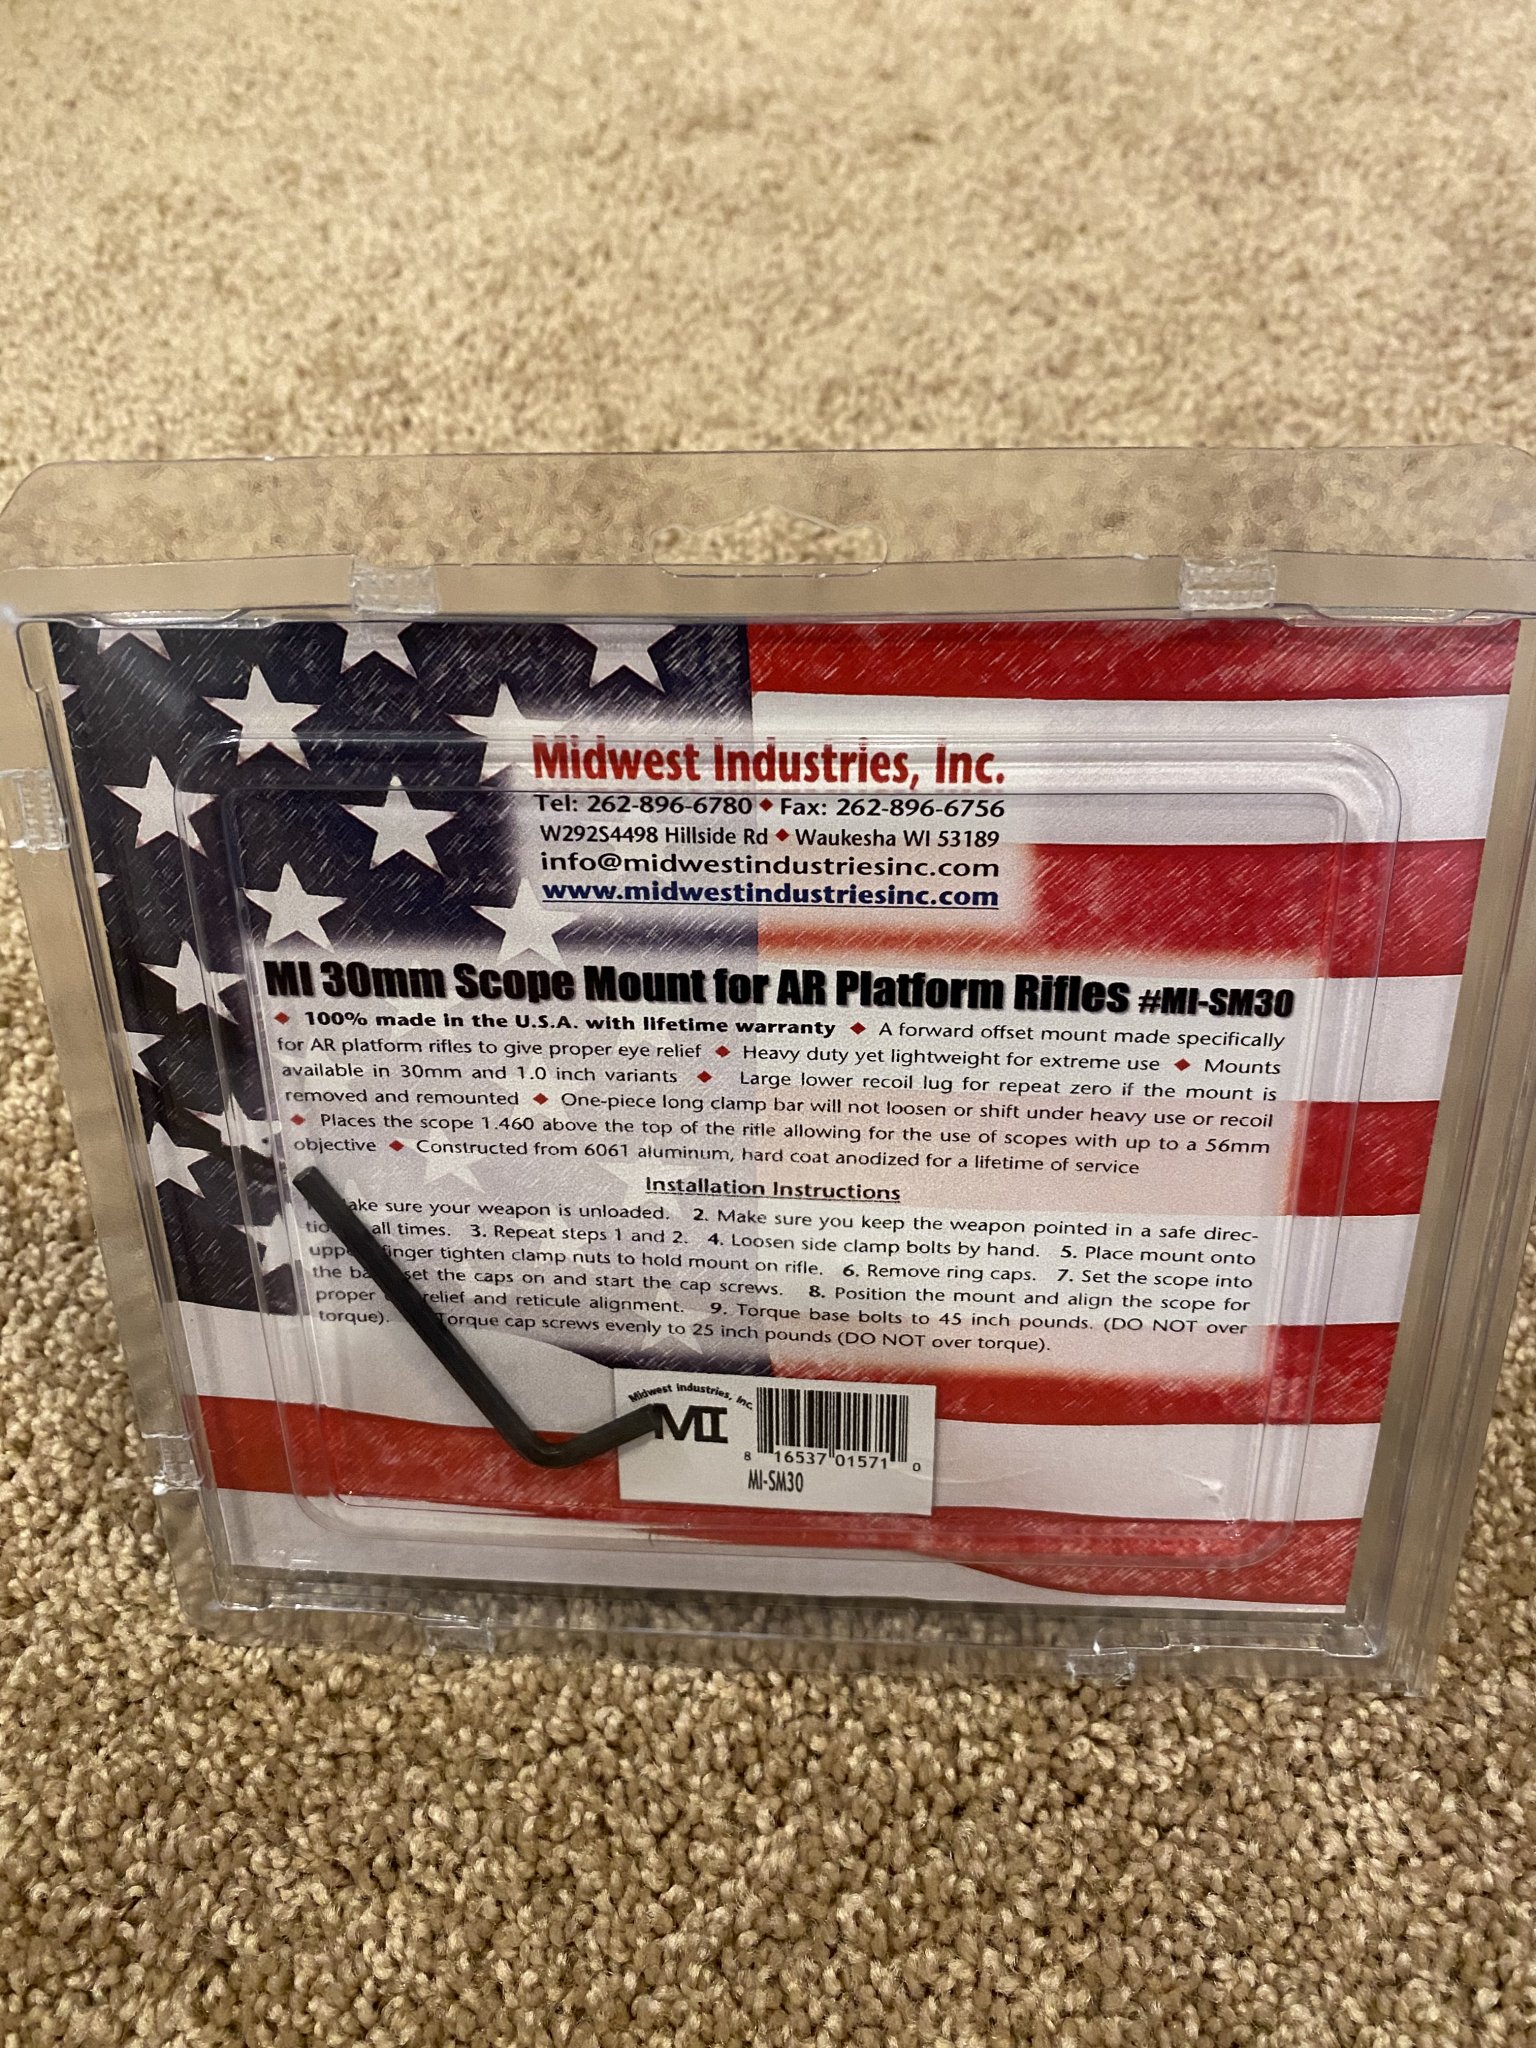 Midwest Industries, Inc.
Tel: 262-896-6780 ♦ Fax: 262-896-6756
W292S4498 Hillside Rd ♦ Waukesha WI 53189
info@midwestindustriesinc.com
www.midwestindustriesinc.com
MI 30mm Scope Mount for AR Platform Rifles #MI-SM30
♦ 100% made in the U.S.A. with lifetime warranty ♦ A forward offset mount made specifically
for AR platform rifles to give proper eye relief ♦ Heavy duty yet lightweight for extreme use ♦ Mounts
available in 30mm and 1.0 inch variants ♦ Large lower recoil lug for repeat zero if the mount is
removed and remounted ♦ One-piece long clamp bar will not loosen or shift under heavy use or recoil
♦ Places the scope 1.460 above the top of the rifle allowing for the use of scopes with up to a 56mm
objective ♦ Constructed from 6061 aluminum, hard coat anodized for a lifetime of service
Installation Instructions
sure your weapon is unloaded. 2. Make sure you keep the weapon pointed in a safe direc-
all times. 3. Repeat steps 1 and 2. 4. Loosen side clamp bolts by hand. 5. Place mount onto
finger tighten clamp nuts to hold mount on rifle. 6. Remove ring caps. 7. Set the scope into
the set the caps on and start the cap screws. 8. Position the mount and align the scope for
proper relief and reticule alignment. 9. Torque base bolts to 45 inch pounds. (DO NOT over
torque). Torque cap screws evenly to 25 inch pounds (DO NOT over torque).
Midwest Industries, Inc.
MI
8 16537 01571 0
MI-SM30